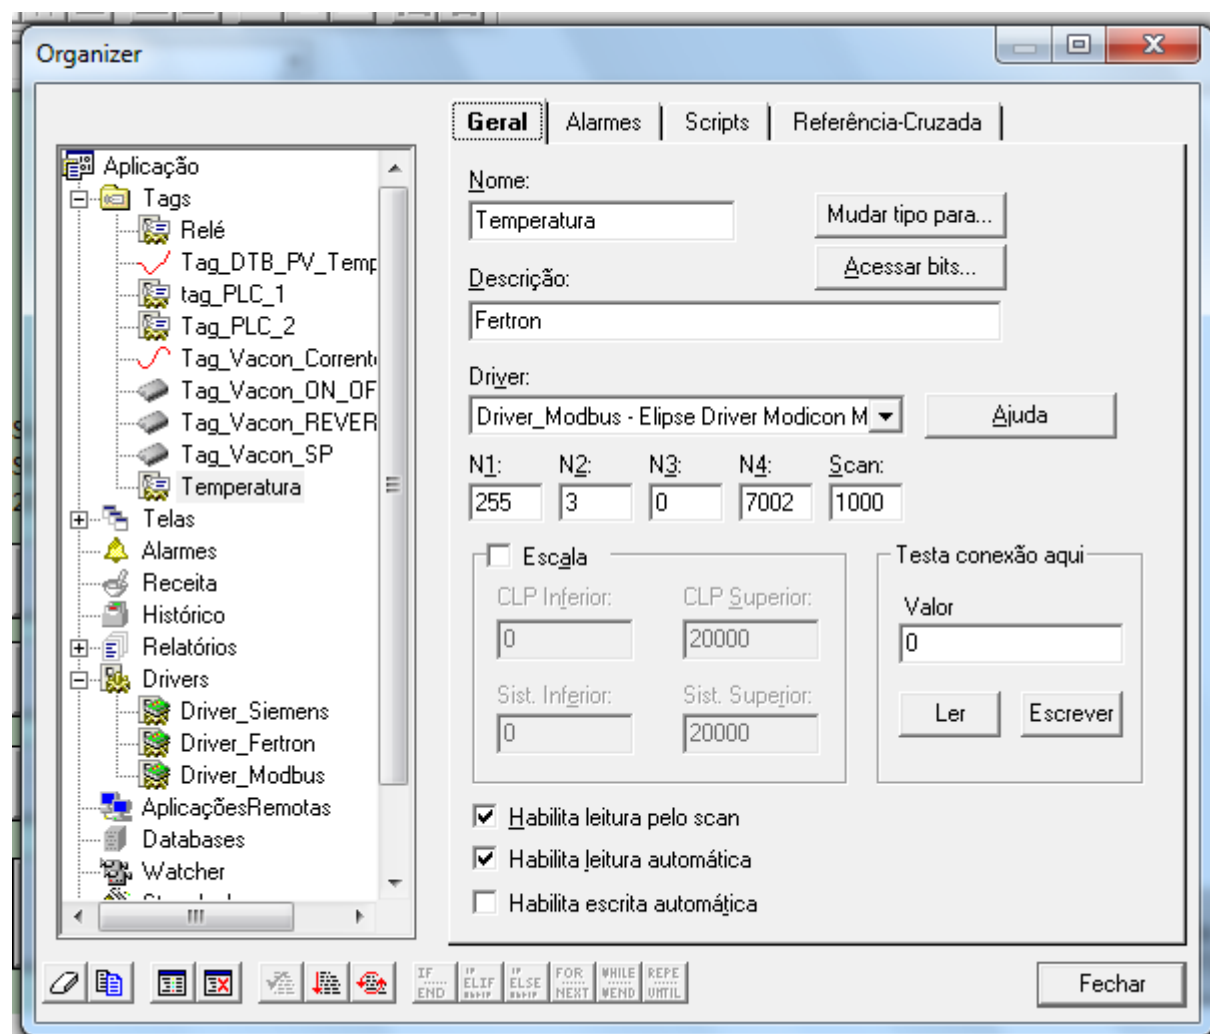 Organizer
Geral Alarmes Scripts Referência-Cruzada
Aplicação
Tags
Relé
Tag_DTB_PV_Temp
tag_PLC_1
Tag_PLC_2
Tag_Vacon_Corrent
Tag_Vacon_ON_OF
Tag_Vacon_REVER
Tag_Vacon_SP
Temperatura
Telas
Alarmes
Receita
Histórico
Relatórios
Drivers
Driver_Siemens
Driver_Fertron
Driver_Modbus
AplicaçõesRemotas
Databases
Watcher
Nome:
Temperatura
Mudar tipo para...
Acessar bits...
Descrição:
Fertron
Driver:
Driver_Modbus - Elipse Driver Modicon M
Ajuda
N1: N2: N3: N4: Scan:
255 3 0 7002 1000
Escala
CLP Inferior: CLP Superior:
0 20000
Sist. Inferior: Sist. Superior:
0 20000
Testa conexão aqui
Valor
0
Ler Escrever
Habilita leitura pelo scan
Habilita leitura automática
Habilita escrita automática
IF END
IF ELIF
IF ELSE
FOR NEXT
WHILE WEND
REPE UNTIL
Fechar